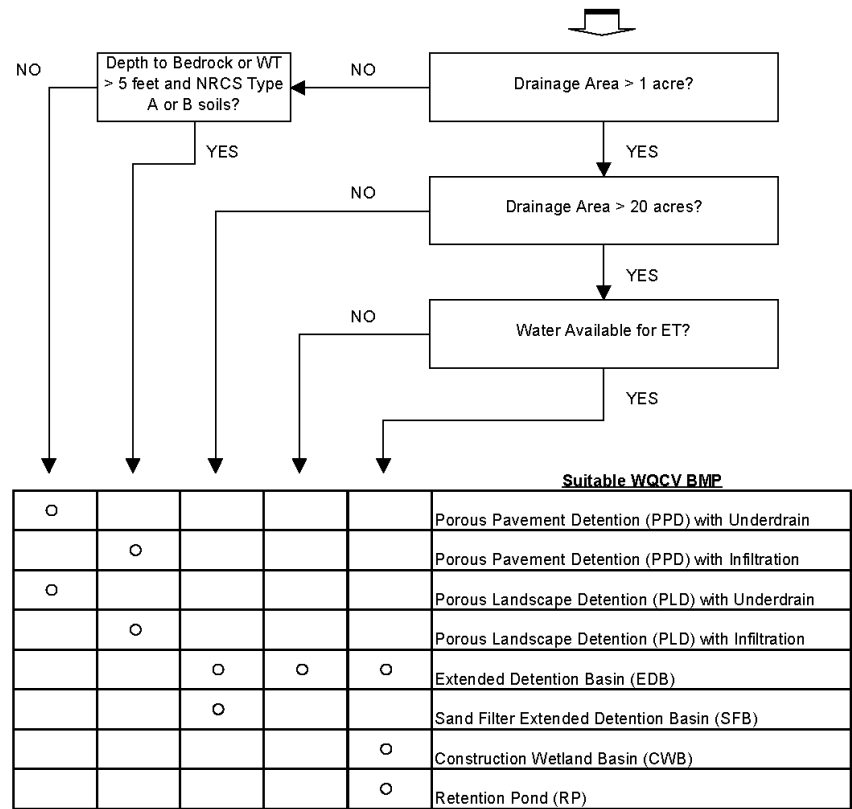 Depth to Bedrock or WT
> 5 feet and NRCS Type
A or B soils?
NO
NO
Drainage Area > 1 acre?
YES
YES
NO
Drainage Area > 20 acres?
YES
NO
Water Available for ET?
YES
Suitable WQCV BMP
O
Porous Pavement Detention (PPD) with Underdrain
O
Porous Pavement Detention (PPD) with Infiltration
O
Porous Landscape Detention (PLD) with Underdrain
O
Porous Landscape Detention (PLD) with Infiltration
O O O
Extended Detention Basin (EDB)
O
Sand Filter Extended Detention Basin (SFB)
O
Construction Wetland Basin (CWB)
O
Retention Pond (RP)